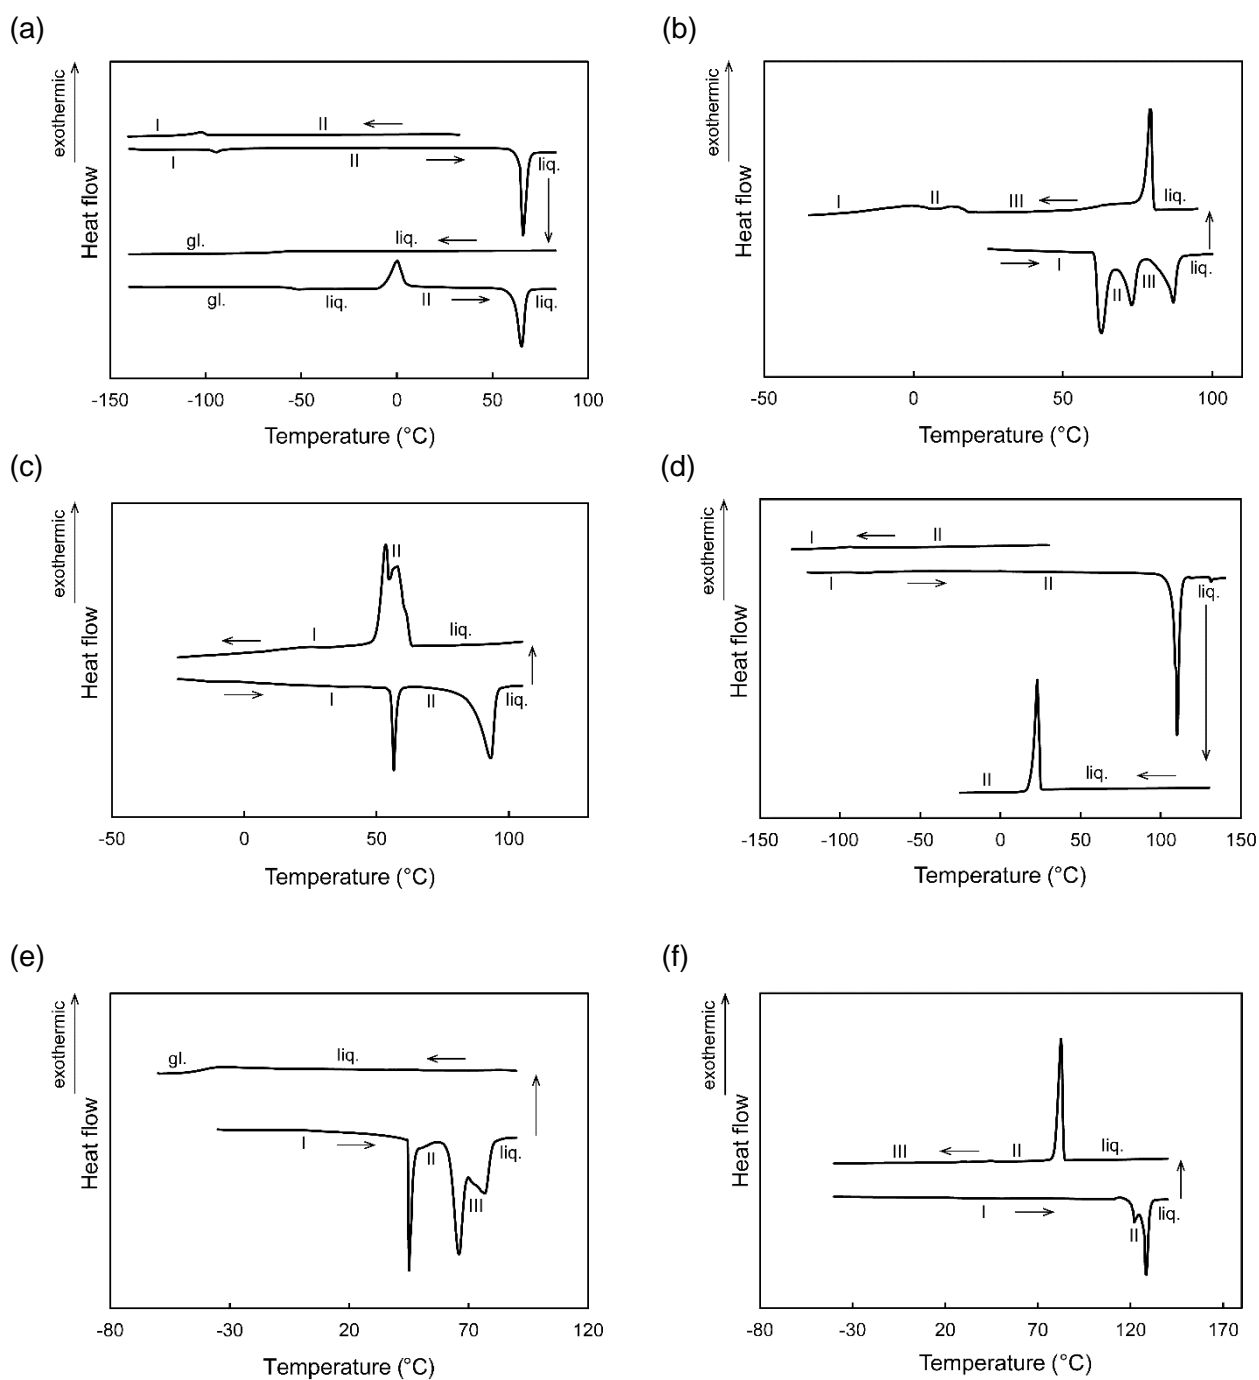 (a)
exothermic
Heat flow
I
II
I
II
liq.
gl.
liq.
gl.
liq.
II
liq.
-150
-100
-50
0
50
100
Temperature (°C)
(b)
exothermic
Heat flow
I
II
III
liq.
I
II
III
liq.
-50
0
50
100
Temperature (°C)
(c)
exothermic
Heat flow
II
I
liq.
I
II
liq.
-50
0
50
100
Temperature (°C)
(d)
exothermic
Heat flow
I
II
I
II
liq.
II
liq.
-150
-100
-50
0
50
100
150
Temperature (°C)
(e)
exothermic
Heat flow
gl.
liq.
I
II
III
liq.
-80
-30
20
70
120
Temperature (°C)
(f)
exothermic
Heat flow
III
II
liq.
I
II
liq.
-80
-30
20
70
120
170
Temperature (°C)